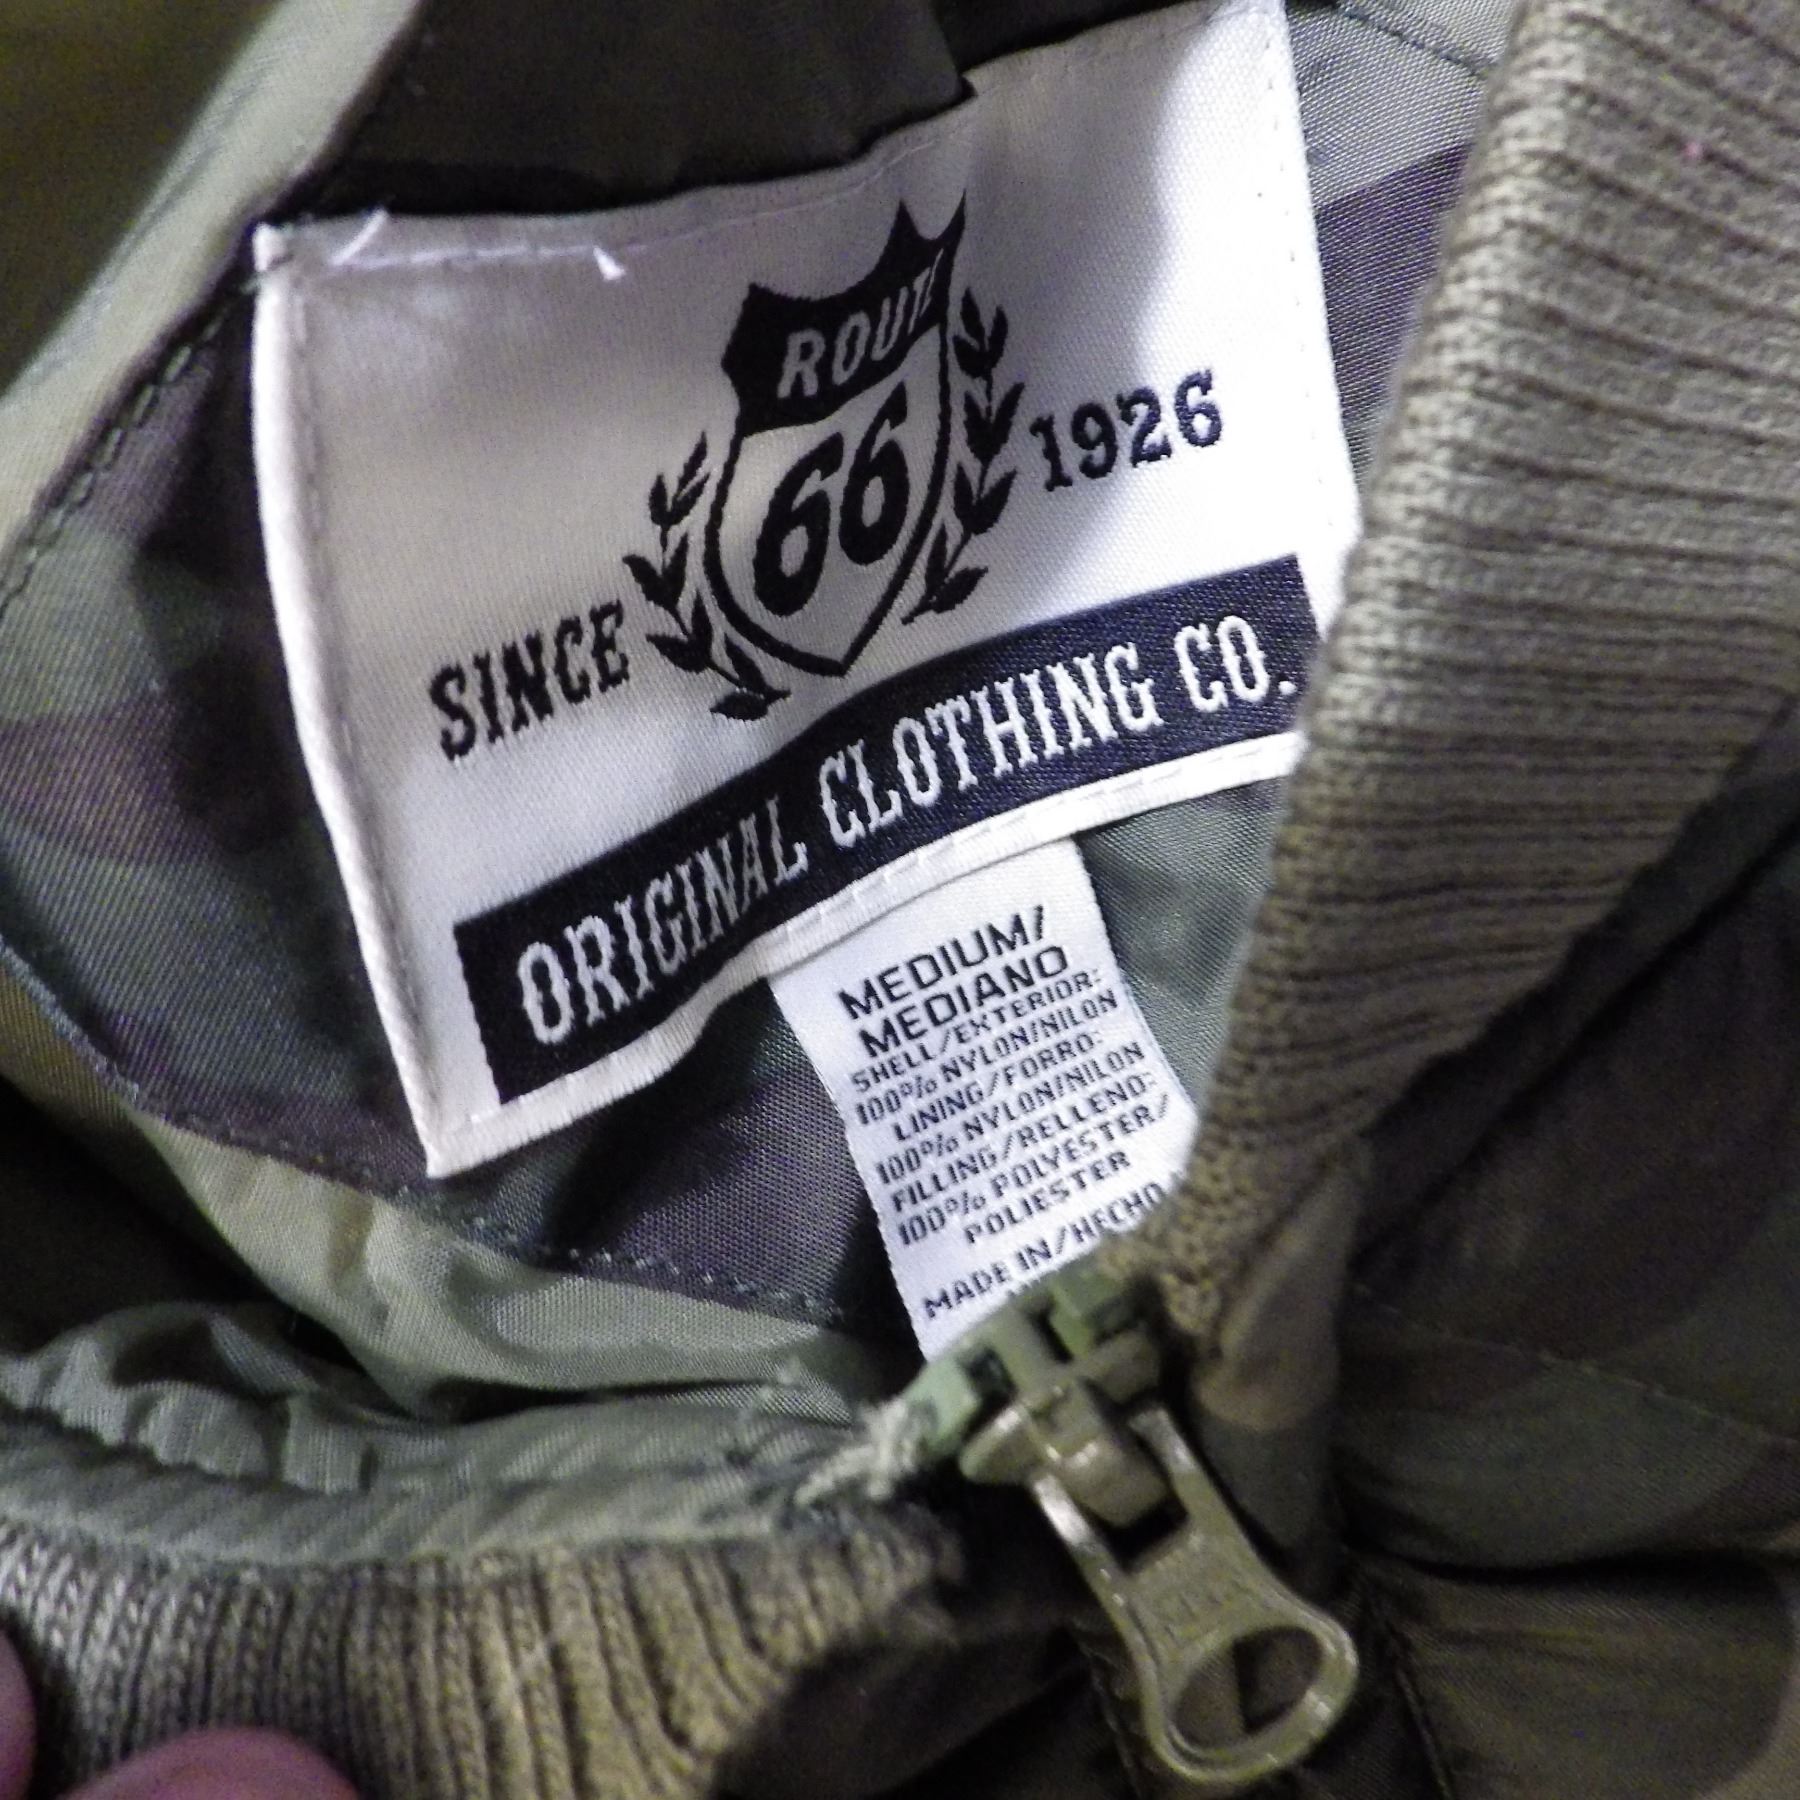 ROUTE
66
SINCE 1926
ORIGINAL CLOTHING CO.
MEDIUM/
MEDIANO
SHELL/EXTERIOR:
100% NYLON/NILON
LINING/FORRO:
100% NYLON/NILON
FILLING/RELLENO:
100% POLYESTER/
POLIESTER
MADE IN/HECHO